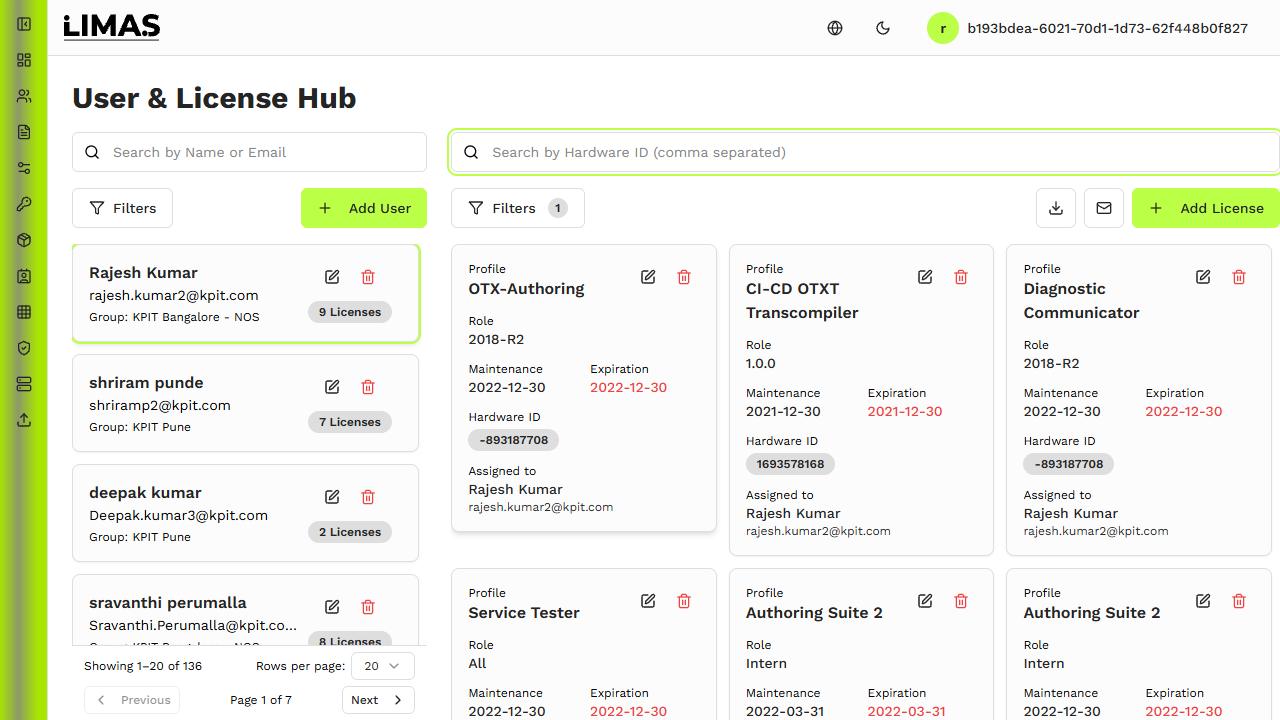 LIMAS
r
b193bdea-6021-70d1-1d73-62f448b0f827
User & License Hub
Search by Name or Email
Search by Hardware ID (comma separated)
Filters
Add User
Filters
1
Add License
Rajesh Kumar
rajesh.kumar2@kpit.com
Group: KPIT Bangalore - NOS
9 Licenses
shriram punde
shriramp2@kpit.com
Group: KPIT Pune
7 Licenses
deepak kumar
Deepak.kumar3@kpit.com
Group: KPIT Pune
2 Licenses
sravanthi perumalla
Sravanthi.Perumalla@kpit.co...
Group: KPIT Bangalore - NOS
8 Licenses
Showing 1–20 of 136
Rows per page:
20
Previous
Page 1 of 7
Next
Profile
OTX-Authoring
Role
2018-R2
Maintenance
Expiration
2022-12-30
2022-12-30
Hardware ID
-893187708
Assigned to
Rajesh Kumar
rajesh.kumar2@kpit.com
Profile
CI-CD OTXT
Transcompiler
Role
1.0.0
Maintenance
Expiration
2021-12-30
2021-12-30
Hardware ID
1693578168
Assigned to
Rajesh Kumar
rajesh.kumar2@kpit.com
Profile
Diagnostic
Communicator
Role
2018-R2
Maintenance
Expiration
2022-12-30
2022-12-30
Hardware ID
-893187708
Assigned to
Rajesh Kumar
rajesh.kumar2@kpit.com
Profile
Service Tester
Role
All
Maintenance
Expiration
2022-12-30
2022-12-30
Profile
Authoring Suite 2
Role
Intern
Maintenance
Expiration
2022-03-31
2022-03-31
Profile
Authoring Suite 2
Role
Intern
Maintenance
Expiration
2022-12-30
2022-12-30